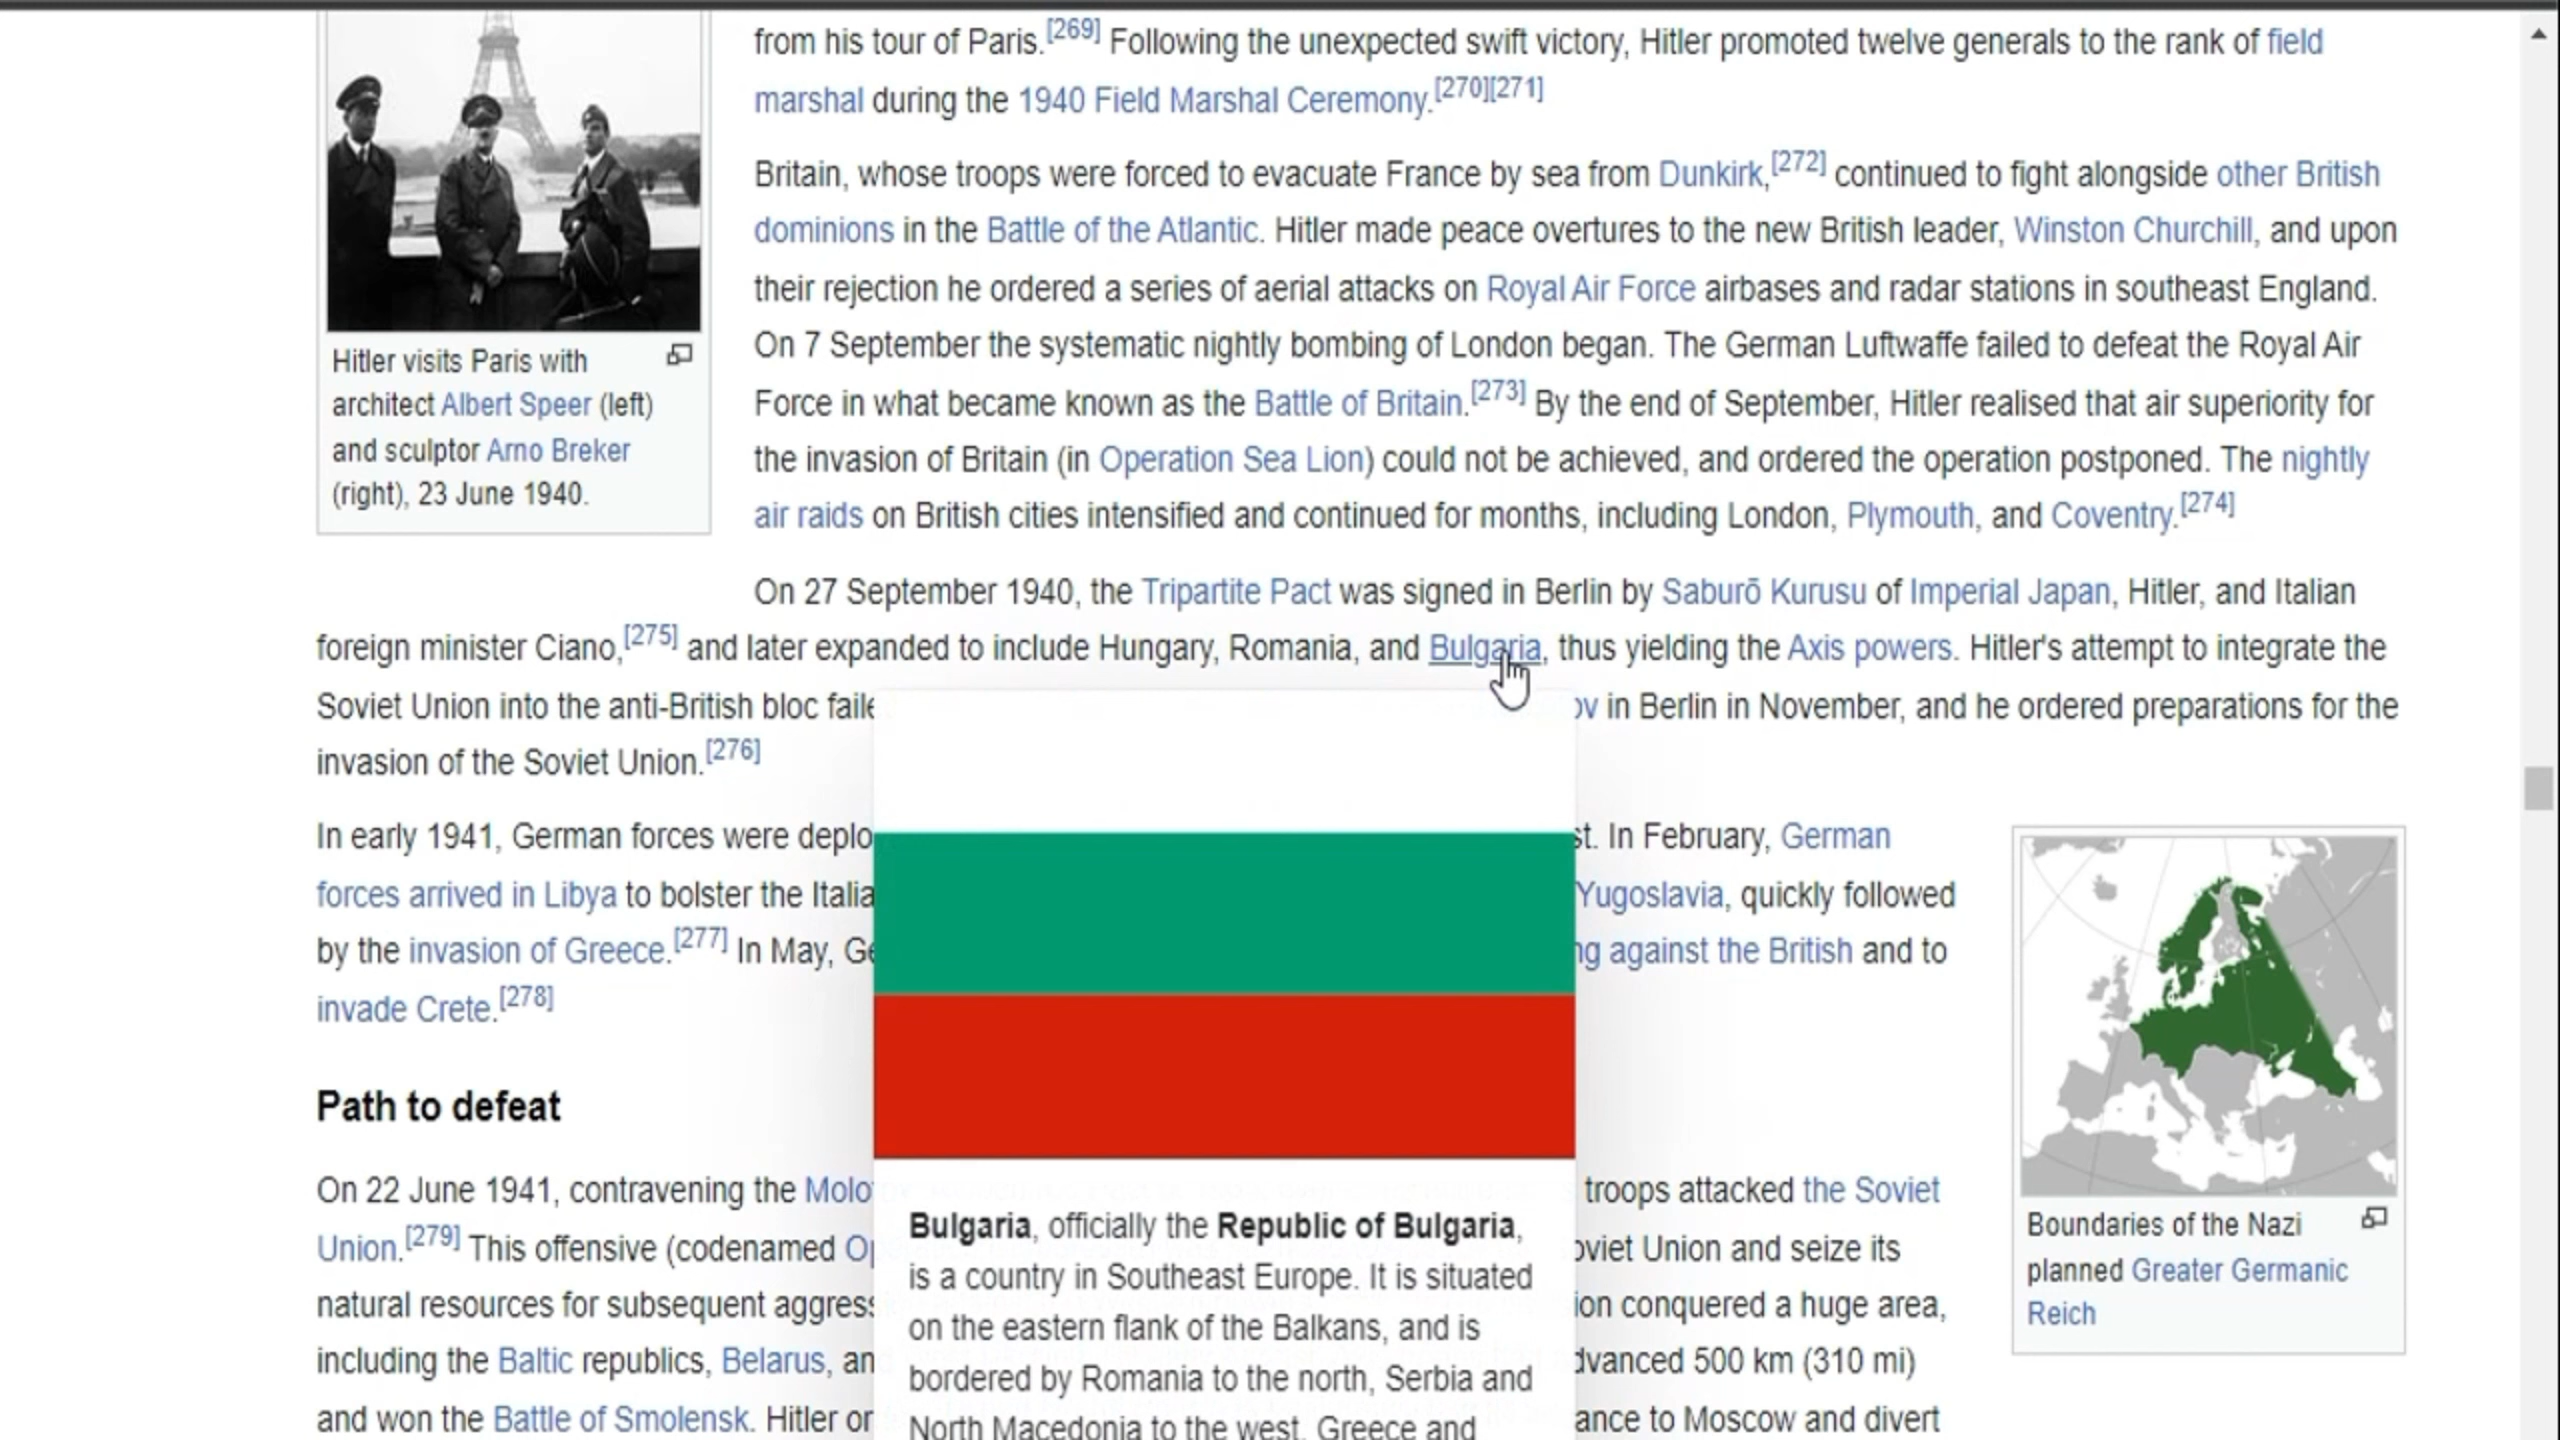 from his tour of Paris.[269] Following the unexpected swift victory, Hitler promoted twelve generals to the rank of field
marshal during the 1940 Field Marshal Ceremony.[270][271]
Hitler visits Paris with
architect Albert Speer (left)
and sculptor Arno Breker
(right), 23 June 1940.
Britain, whose troops were forced to evacuate France by sea from Dunkirk,[272] continued to fight alongside other British
dominions in the Battle of the Atlantic. Hitler made peace overtures to the new British leader, Winston Churchill, and upon
their rejection he ordered a series of aerial attacks on Royal Air Force airbases and radar stations in southeast England.
On 7 September the systematic nightly bombing of London began. The German Luftwaffe failed to defeat the Royal Air
Force in what became known as the Battle of Britain.[273] By the end of September, Hitler realised that air superiority for
the invasion of Britain (in Operation Sea Lion) could not be achieved, and ordered the operation postponed. The nightly
air raids on British cities intensified and continued for months, including London, Plymouth, and Coventry.[274]
On 27 September 1940, the Tripartite Pact was signed in Berlin by Saburō Kurusu of Imperial Japan, Hitler, and Italian
foreign minister Ciano,[275] and later expanded to include Hungary, Romania, and Bulgaria, thus yielding the Axis powers. Hitler's attempt to integrate the
Soviet Union into the anti-British bloc faile ov in Berlin in November, and he ordered preparations for the
invasion of the Soviet Union.[276]
In early 1941, German forces were deplo st. In February, German
forces arrived in Libya to bolster the Italia Yugoslavia, quickly followed
by the invasion of Greece.[277] In May, Ge ng against the British and to
invade Crete.[278]
Path to defeat
On 22 June 1941, contravening the Molo troops attacked the Soviet
Union.[279] This offensive (codenamed Op oviet Union and seize its
natural resources for subsequent aggress ion conquered a huge area,
including the Baltic republics, Belarus, an dvanced 500 km (310 mi)
and won the Battle of Smolensk. Hitler or ance to Moscow and divert
Bulgaria, officially the Republic of Bulgaria,
is a country in Southeast Europe. It is situated
on the eastern flank of the Balkans, and is
bordered by Romania to the north, Serbia and
North Macedonia to the west, Greece and
Boundaries of the Nazi
planned Greater Germanic
Reich